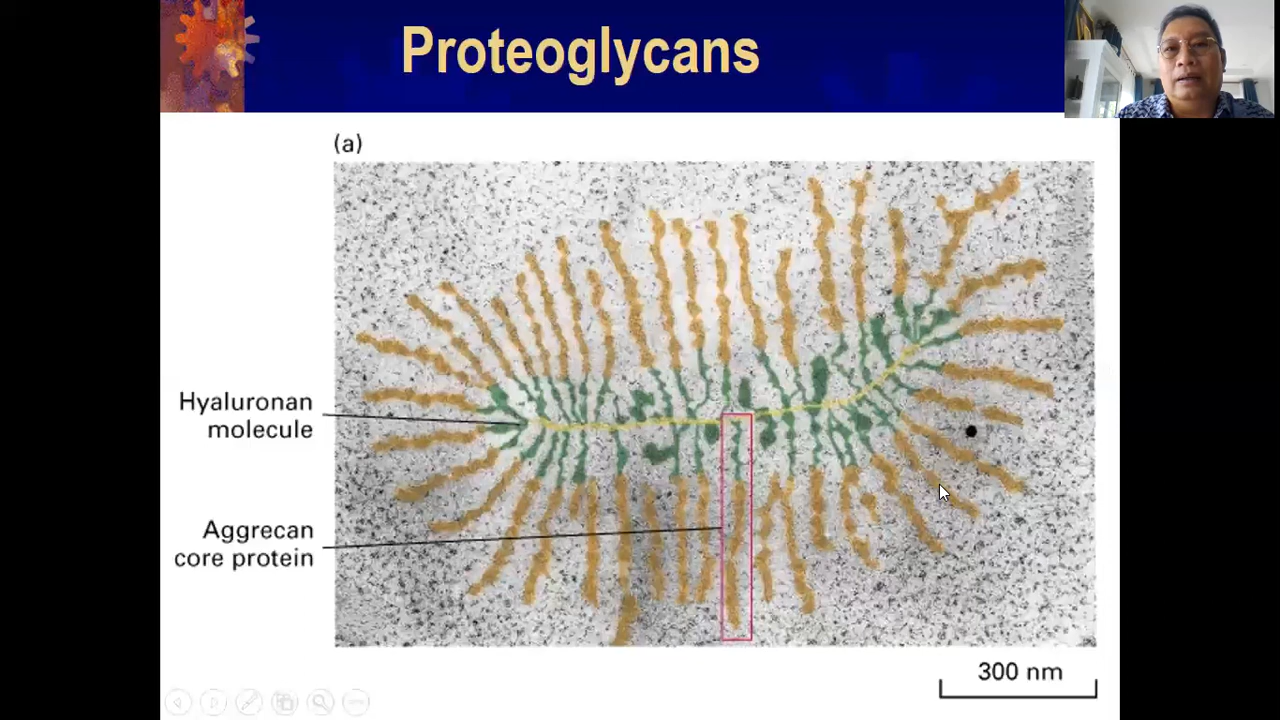 Proteoglycans
(a)
Hyaluronan
molecule
Aggrecan
core protein
300 nm